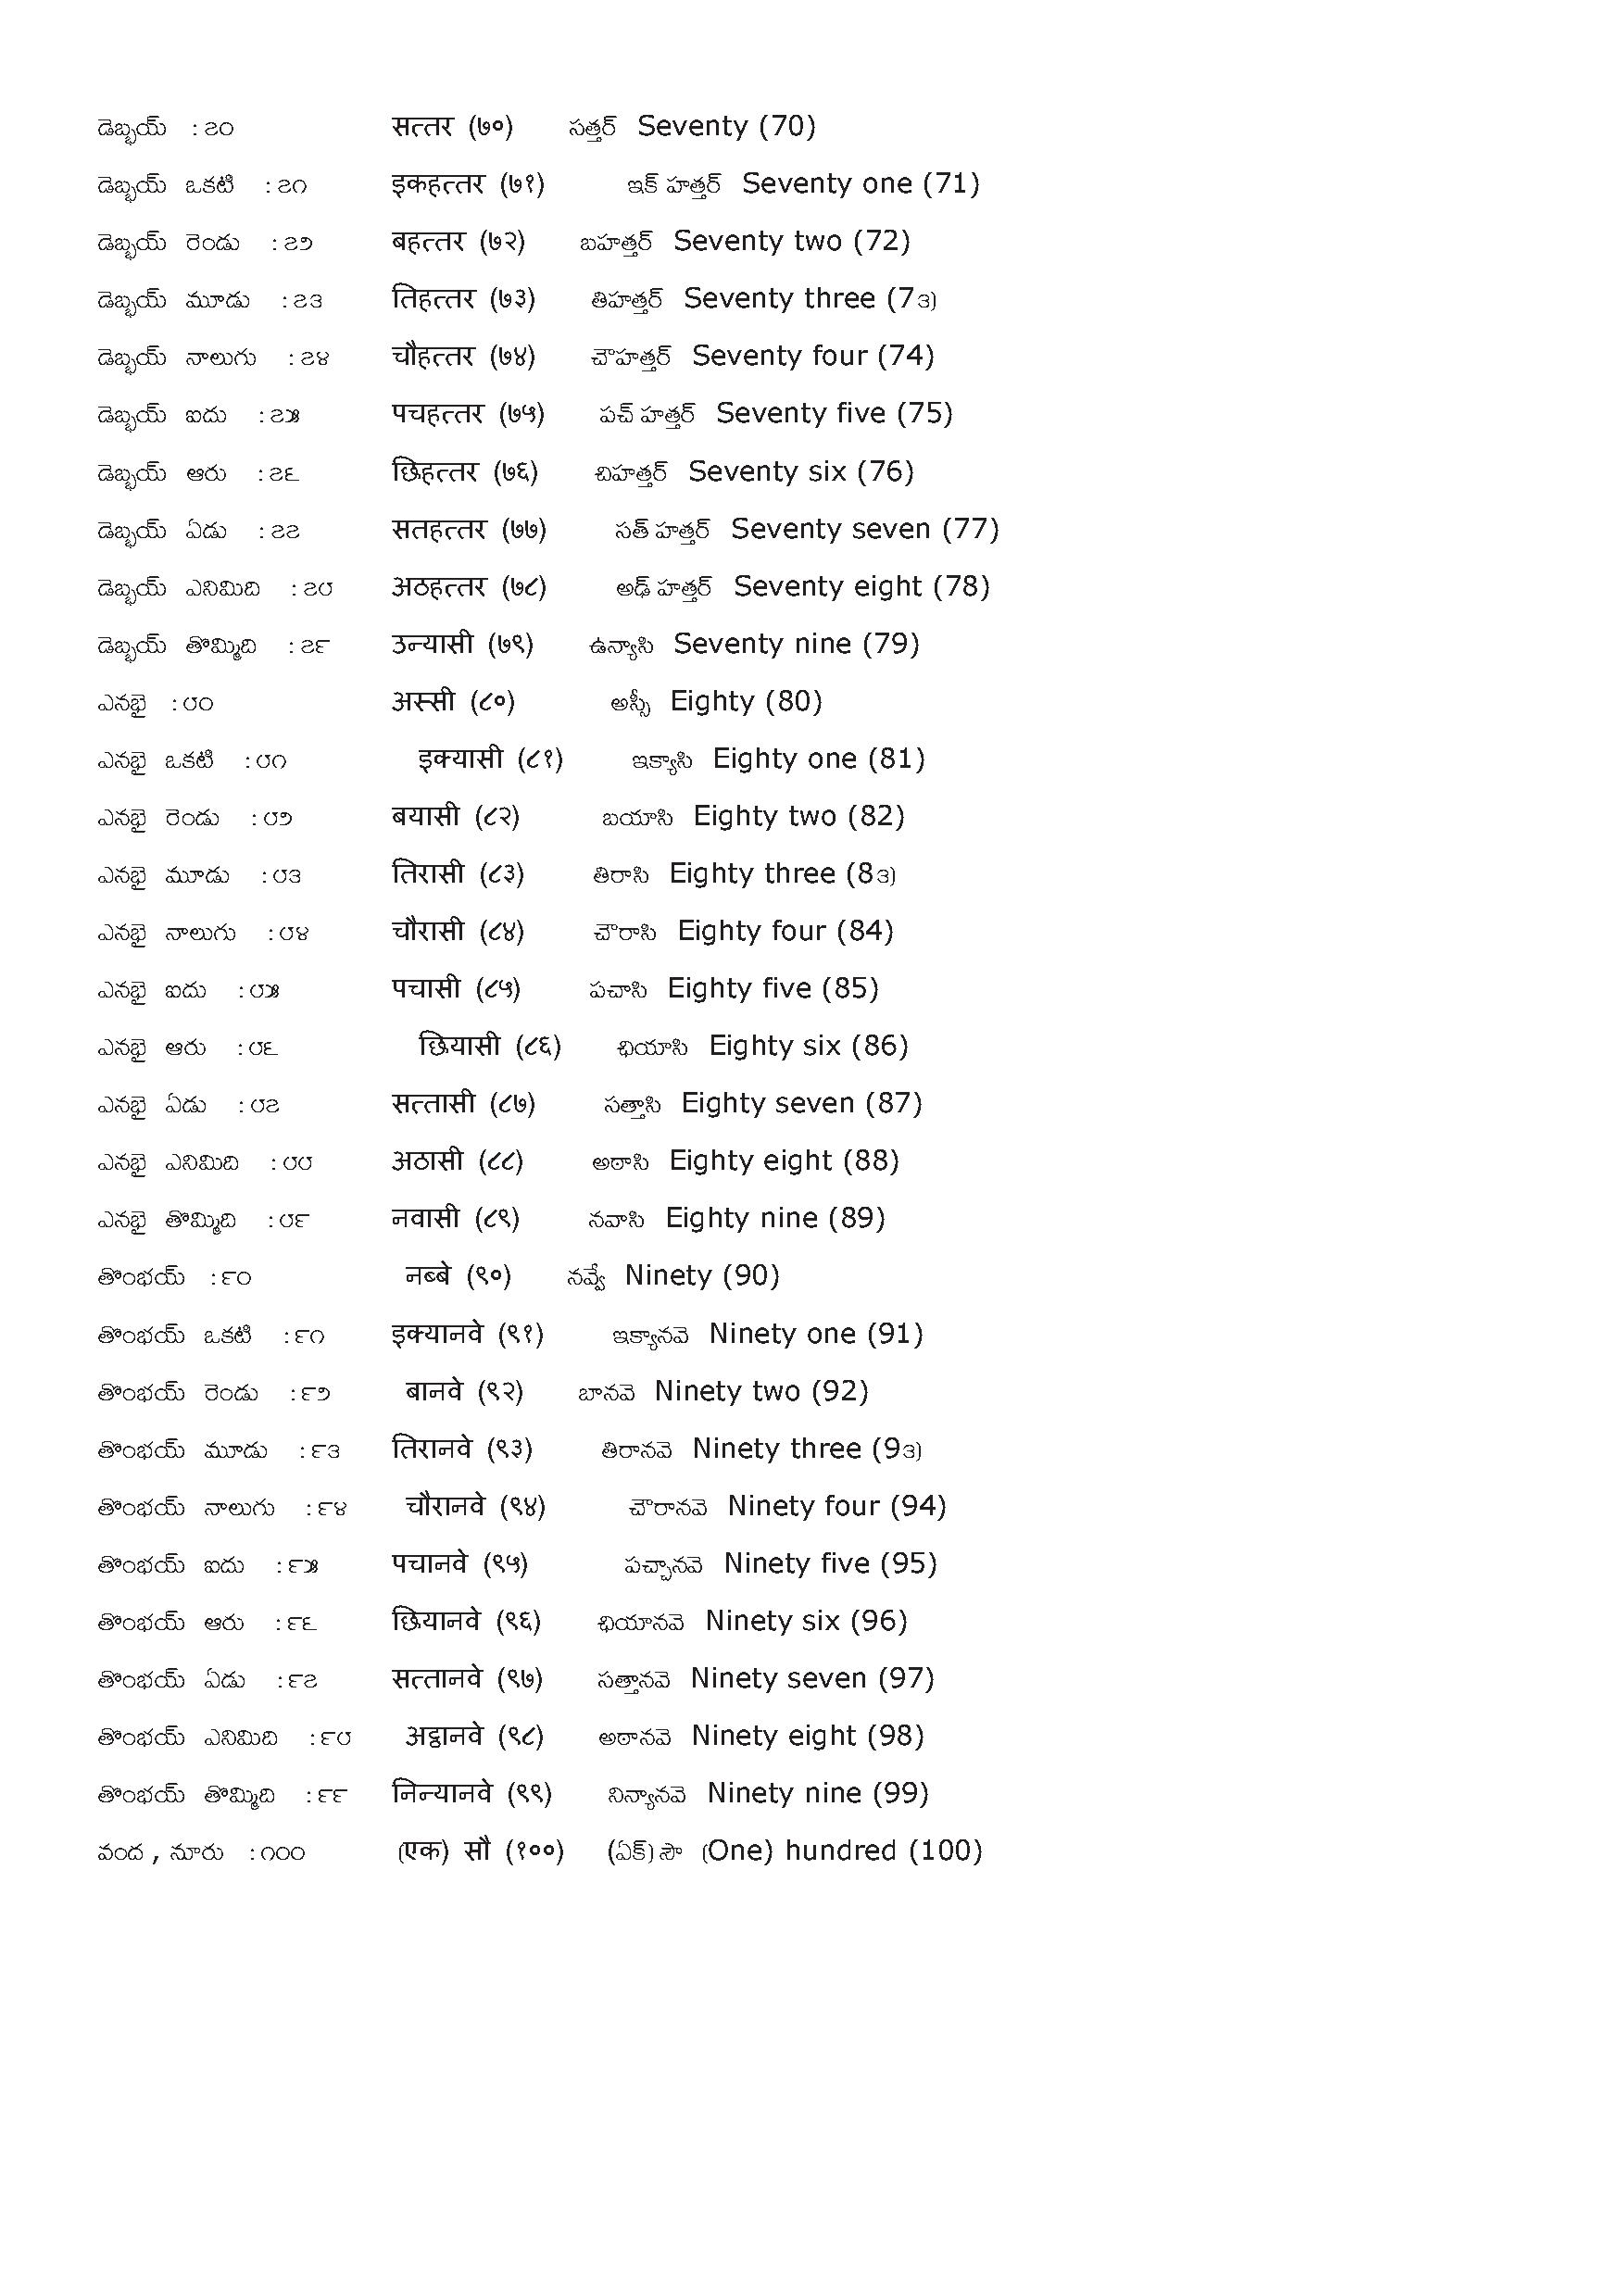 డెబ్భయ్ :౭౦ सत्तर (७०) సత్తర్ Seventy (70)
డెబ్భయ్ ఒకటి :౭౧ इकहत्तर (७१) ఇక్ హత్తర్ Seventy one (71)
డెబ్భయ్ రెండు :౭౨ बहत्तर (७२) బహత్తర్ Seventy two (72)
డెబ్భయ్ మూడు :౭౩ तिहत्तर (७३) తిహత్తర్ Seventy three (7౩)
డెబ్భయ్ నాలుగు :౭౪ चौहत्तर (७४) చౌహత్తర్ Seventy four (74)
డెబ్భయ్ ఐదు :౭౫ पचहत्तर (७५) పచ్ హత్తర్ Seventy five (75)
డెబ్భయ్ ఆరు :౭౬ छिहत्तर (७६) చిహత్తర్ Seventy six (76)
డెబ్భయ్ ఏడు :౭౭ सतहत्तर (७७) సత్ హత్తర్ Seventy seven (77)
డెబ్భయ్ ఎనిమిది :౭౮ अठहत्तर (७८) అఢ్ హత్తర్ Seventy eight (78)
డెబ్భయ్ తొమ్మిది :౭౯ उन्यासी (७९) ఉన్యాసి Seventy nine (79)
ఎనభై :౮౦ अस्सी (८०) అస్సీ Eighty (80)
ఎనభై ఒకటి :౮౧ इक्यासी (८१) ఇక్యాసి Eighty one (81)
ఎనభై రెండు :౮౨ बयासी (८२) బయాసి Eighty two (82)
ఎనభై మూడు :౮౩ तिरासी (८३) తిరాసి Eighty three (8౩)
ఎనభై నాలుగు :౮౪ चौरासी (८४) చౌరాసి Eighty four (84)
ఎనభై ఐదు :౮౫ पचासी (८५) పచాసి Eighty five (85)
ఎనభై ఆరు :౮౬ छियासी (८६) ఛియాసి Eighty six (86)
ఎనభై ఏడు :౮౭ सत्तासी (८७) సత్తాసి Eighty seven (87)
ఎనభై ఎనిమిది :౮౮ अठासी (८८) అఠాసి Eighty eight (88)
ఎనభై తొమ్మిది :౮౯ नवासी (८९) నవాసి Eighty nine (89)
తొంభయ్ :౯౦ नब्बे (९०) నవ్వే Ninety (90)
తొంభయ్ ఒకటి :౯౧ इक्यानवे (९१) ఇక్యానవె Ninety one (91)
తొంభయ్ రెండు :౯౨ बानवे (९२) బానవె Ninety two (92)
తొంభయ్ మూడు :౯౩ तिरानवे (९३) తిరానవె Ninety three (9౩)
తొంభయ్ నాలుగు :౯౪ चौरानवे (९४) చౌరానవె Ninety four (94)
తొంభయ్ ఐదు :౯౫ पचानवे (९५) పచ్చానవె Ninety five (95)
తొంభయ్ ఆరు :౯౬ छियानवे (९६) ఛియానవె Ninety six (96)
తొంభయ్ ఏడు :౯౭ सत्तानवे (९७) సత్తానవె Ninety seven (97)
తొంభయ్ ఎనిమిది :౯౮ अट्ठानवे (९८) అఠానవె Ninety eight (98)
తొంభయ్ తొమ్మిది :౯౯ निन्यानवे (९९) నిన్యానవె Ninety nine (99)
వంద , నూరు :౧౦౦ (एक) सौ (१००) (ఏక్) సౌ (One) hundred (100)